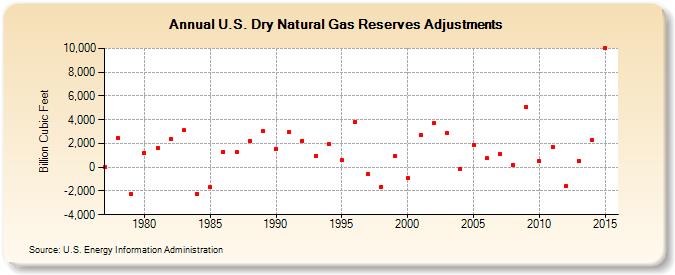 Annual U.S. Dry Natural Gas Reserves Adjustments
Billion Cubic Feet
10,000
8,000
6,000
4,000
2,000
0
-2,000
-4,000
1980 1985 1990 1995 2000 2005 2010 2015
Source: U.S. Energy Information Administration